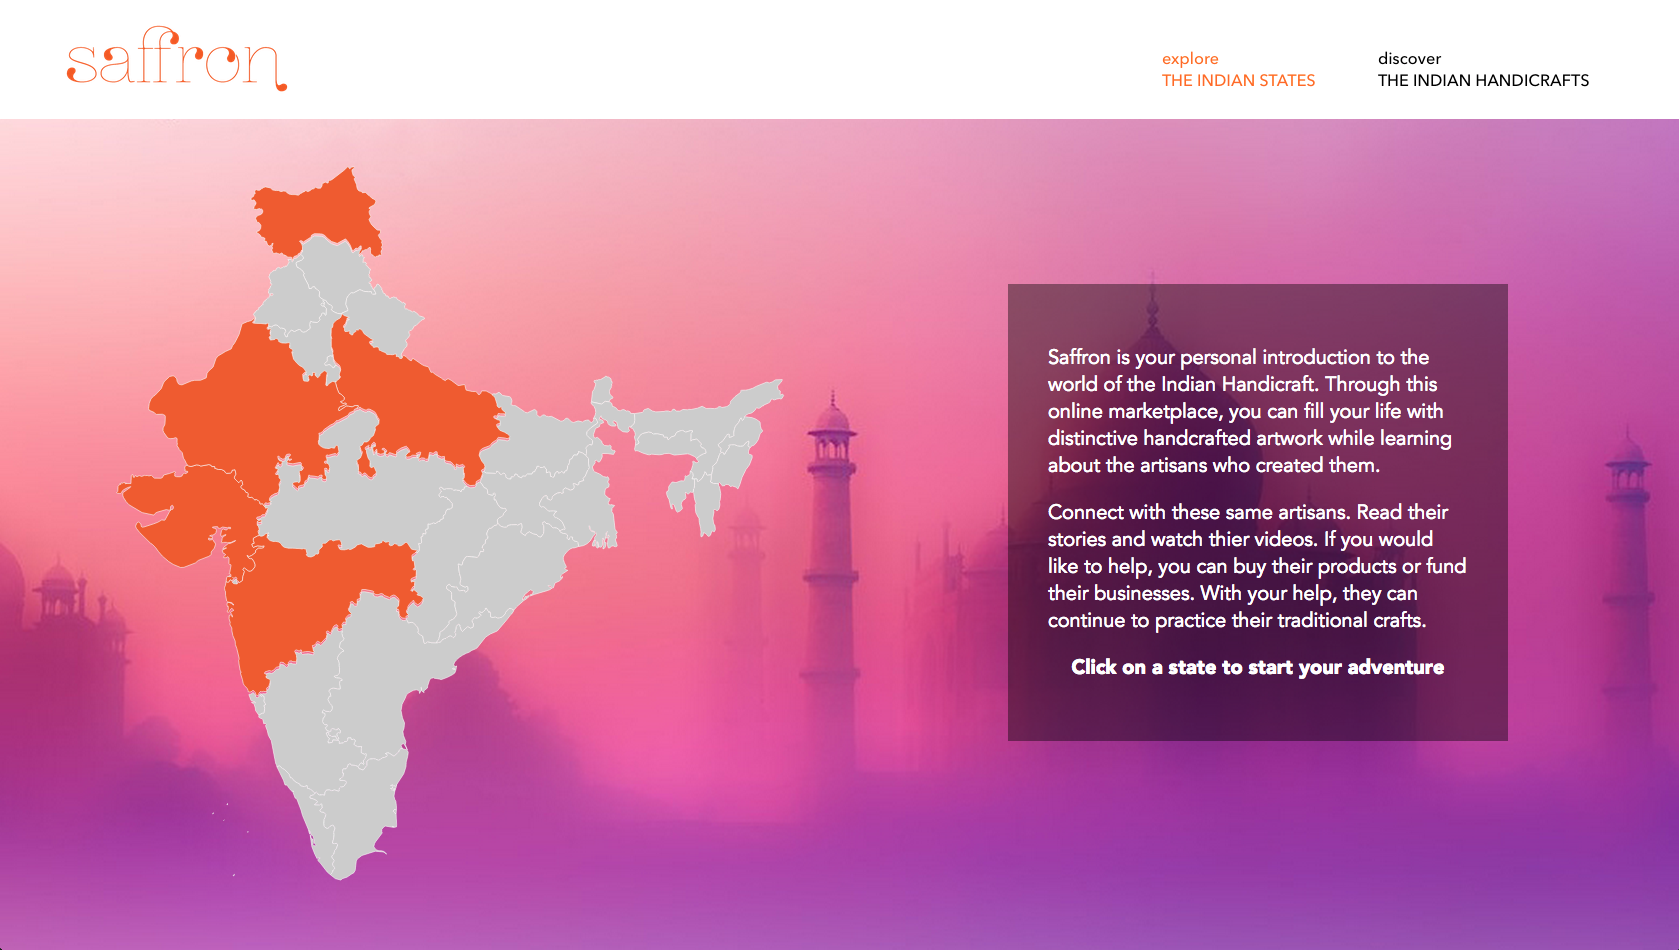 saffron
explore
THE INDIAN STATES
discover
THE INDIAN HANDICRAFTS
Saffron is your personal introduction to the
world of the Indian Handicraft. Through this
online marketplace, you can fill your life with
distinctive handcrafted artwork while learning
about the artisans who created them.
Connect with these same artisans. Read their
stories and watch thier videos. If you would
like to help, you can buy their products or fund
their businesses. With your help, they can
continue to practice their traditional crafts.
Click on a state to start your adventure